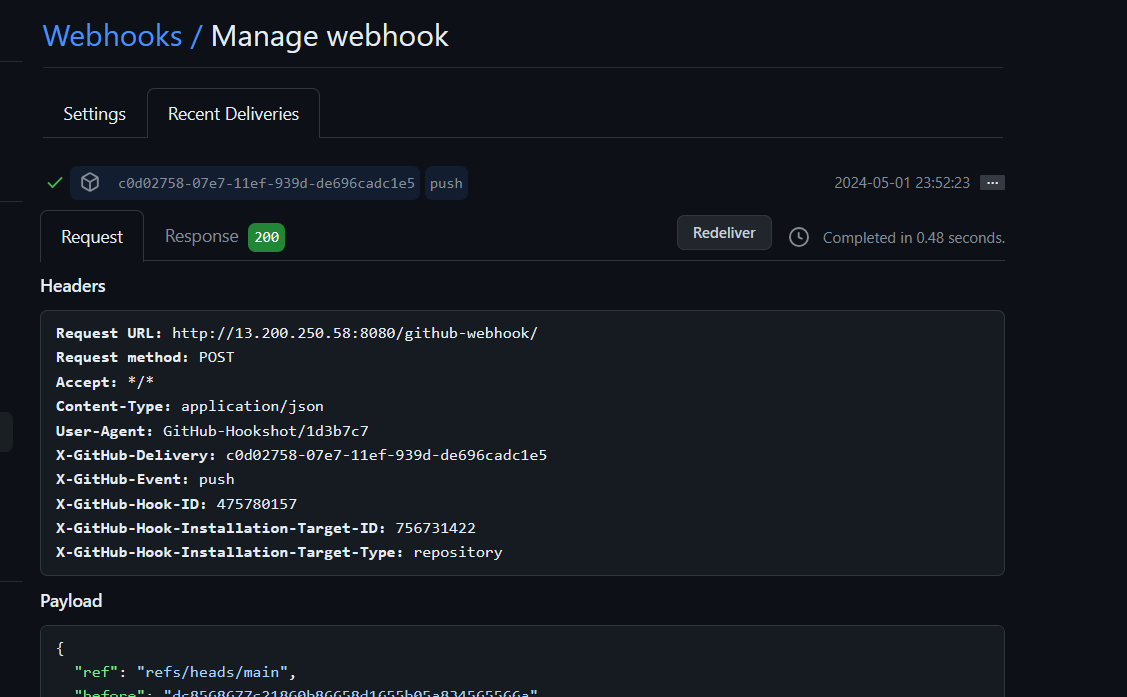 Webhooks / Manage webhook
Settings
Recent Deliveries
c0d02758-07e7-11ef-939d-de696cadc1e5 push 2024-05-01 23:52:23 ...
Request Response 200 Redeliver Completed in 0.48 seconds.
Headers
Request URL: http://13.200.250.58:8080/github-webhook/
Request method: POST
Accept: */*
Content-Type: application/json
User-Agent: GitHub-Hookshot/1d3b7c7
X-GitHub-Delivery: c0d02758-07e7-11ef-939d-de696cadc1e5
X-GitHub-Event: push
X-GitHub-Hook-ID: 475780157
X-GitHub-Hook-Installation-Target-ID: 756731422
X-GitHub-Hook-Installation-Target-Type: repository
Payload
{
"ref": "refs/heads/main",
"before":